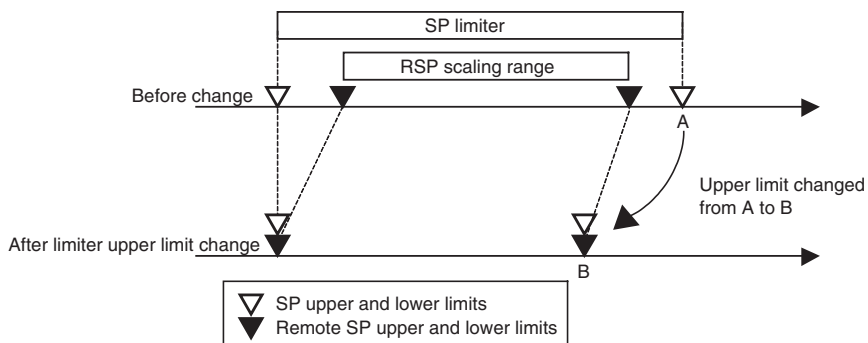 SP limiter
RSP scaling range
Before change
A
Upper limit changed
from A to B
After limiter upper limit change
B
SP upper and lower limits
Remote SP upper and lower limits